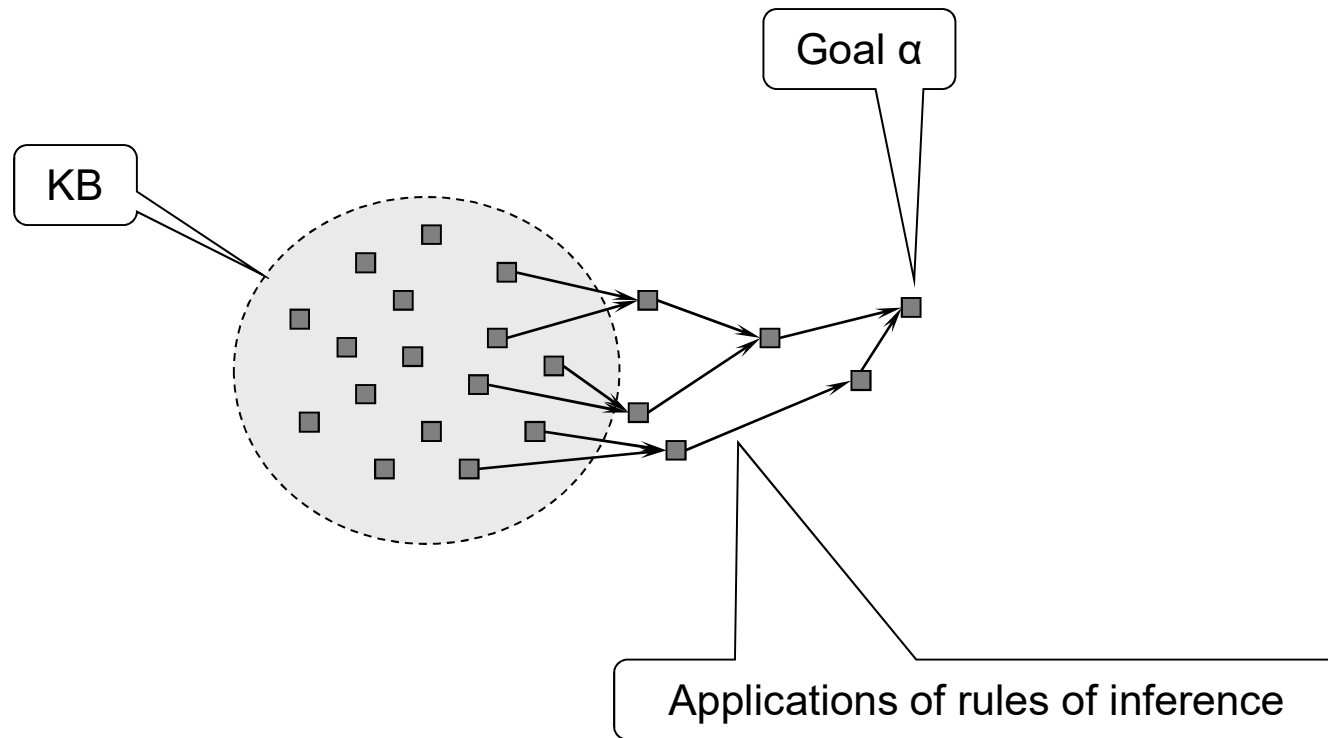 Goal α
KB
Applications of rules of inference